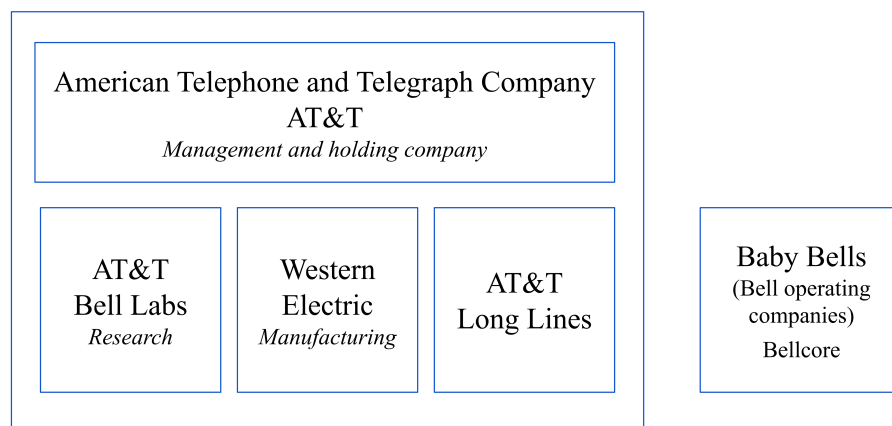 American Telephone and Telegraph Company
AT&T
Management and holding company
AT&T
Bell Labs
Research
Western
Electric
Manufacturing
AT&T
Long Lines
Baby Bells
(Bell operating
companies)
Bellcore